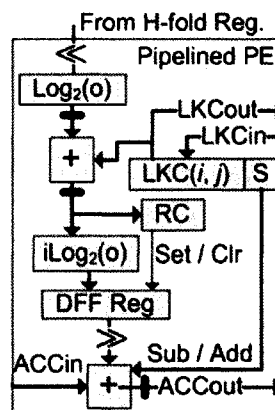 From H-fold Reg.
Pipelined PE
<<
Log₂(o)
LKCout
LKCin
+
LKC(i, j) S
RC
iLog₂(o)
Set / Clr
DFF Reg
>>
ACCin
Sub / Add
+
ACCout